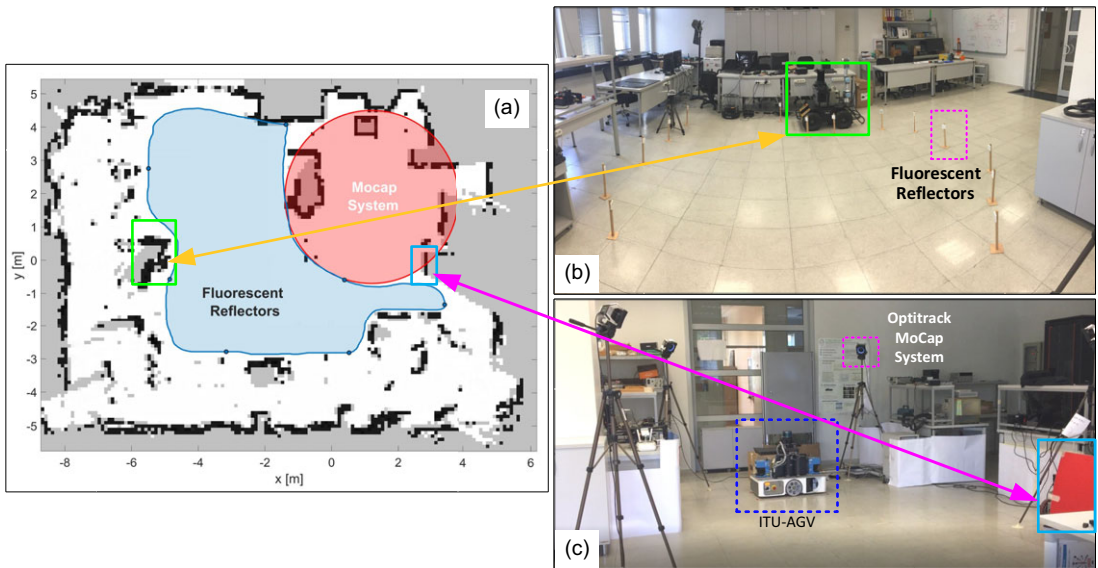 (a)
5
4
3
2
1
0
-1
-2
-3
-4
-5
y [m]
Mocap
System
Fluorescent
Reflectors
-8
-6
-4
-2
0
2
4
6
x [m]
Fluorescent
Reflectors
(b)
Optitrack
MoCap
System
ITU-AGV
(c)